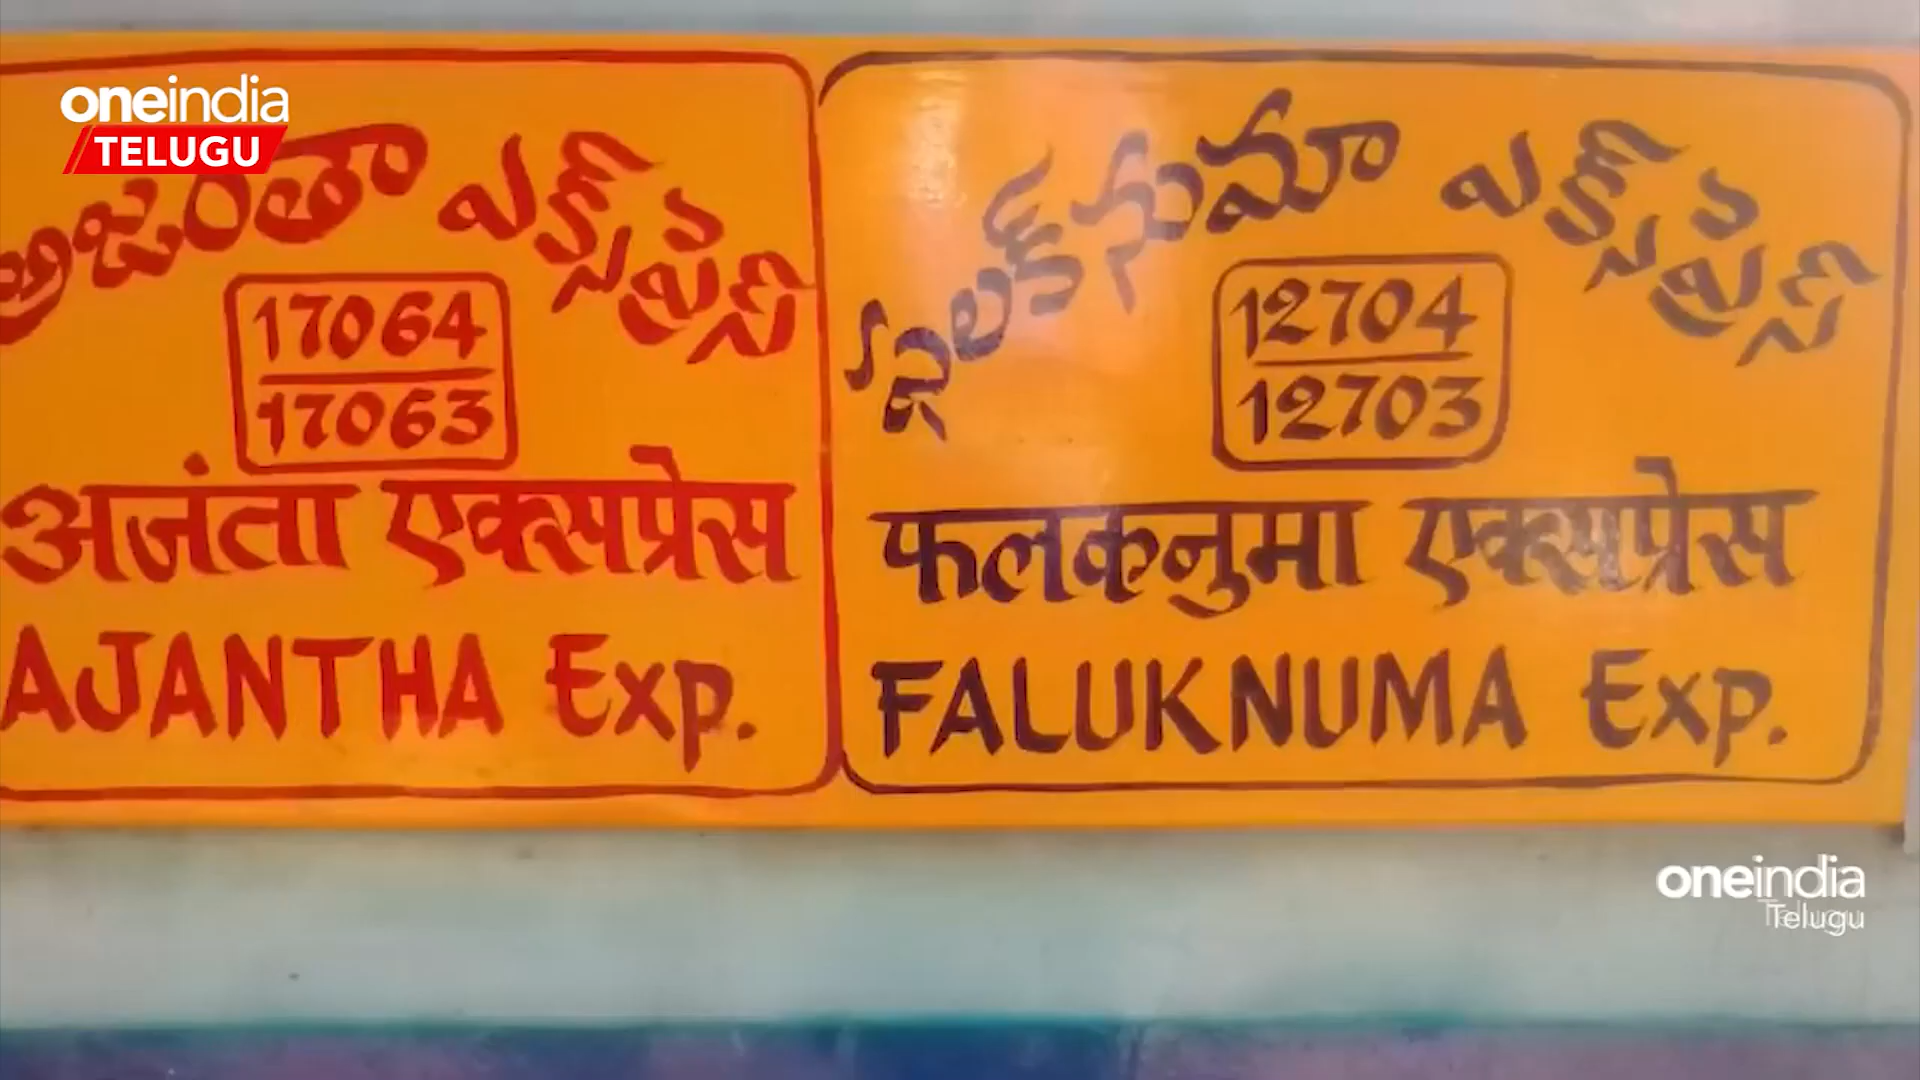 oneindia
TELUGU
అజంతా ఎక్స్‌ప్రెస్
17064
17063
अजंता एक्सप्रेस
AJANTHA Exp.
ఫలక్‌నుమా ఎక్స్‌ప్రెస్
12704
12703
फलकनुमा एक्सप्रेस
FALUKNUMA Exp.
oneindia
Telugu